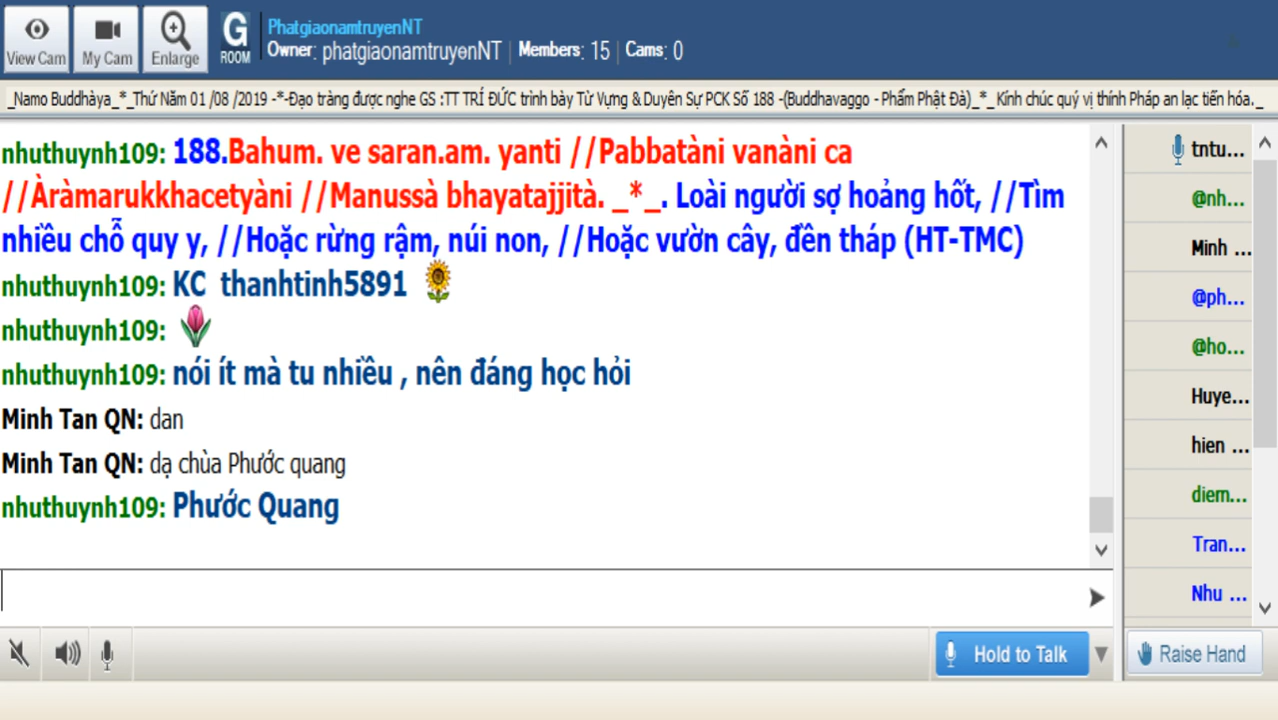 View Cam
My Cam
Enlarge
G
ROOM
PhatgiaonamtruyenNT
Owner: phatgiaonamtruyenNT | Members: 15 | Cams: 0
_Namo Buddhàya_*_Thứ Năm 01 /08 /2019 -*-Đạo tràng được nghe GS :TT TRÍ ĐỨC trình bày Từ Vựng & Duyên Sự PCK Số 188 -(Buddhavaggo - Phẩm Phật Đà)_*_ Kính chúc quý vị thính Pháp an lạc tiến hóa._
nhuthuynh109: 188.Bahum. ve saran.am. yanti //Pabbatàni vanàni ca
//Àràmarukkhacetyàni //Manussà bhayatajjità. _*_. Loài người sợ hoảng hốt, //Tìm
nhiều chỗ quy y, //Hoặc rừng rậm, núi non, //Hoặc vườn cây, đền tháp (HT-TMC)
nhuthuynh109: KC thanhtinh5891
nhuthuynh109:
nhuthuynh109: nói ít mà tu nhiều , nên đáng học hỏi
Minh Tan QN: dan
Minh Tan QN: dạ chùa Phước quang
nhuthuynh109: Phước Quang
tntu...
@nh...
Minh ...
@ph...
@ho...
Huye...
hien ...
diem...
Tran...
Nhu ...
Hold to Talk
Raise Hand